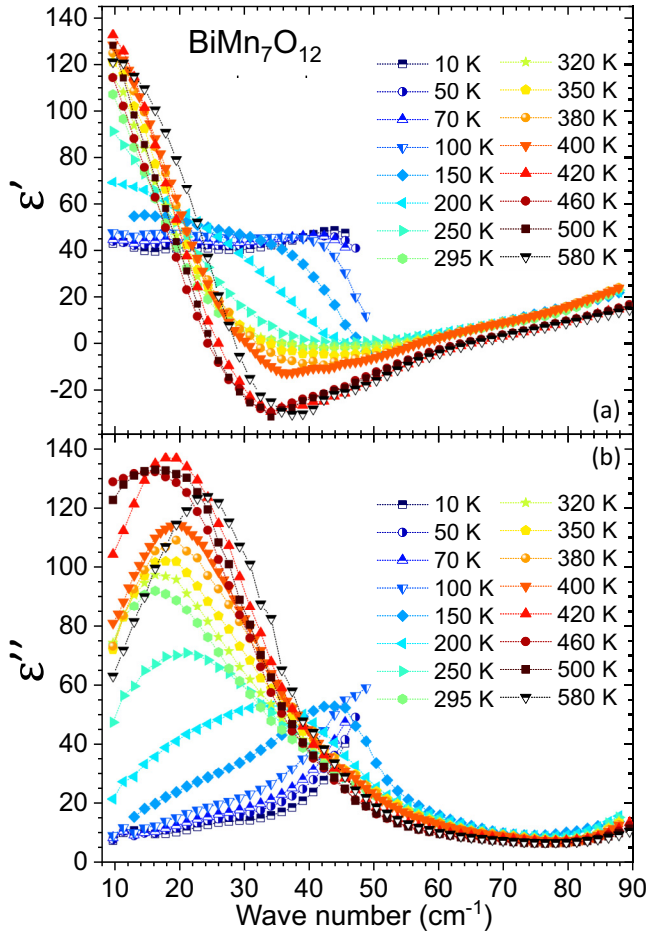 BiMn7O12
ε′
140
120
100
80
60
40
20
0
-20
(a)
10 K
50 K
70 K
100 K
150 K
200 K
250 K
295 K
320 K
350 K
380 K
400 K
420 K
460 K
500 K
580 K
ε″
140
120
100
80
60
40
20
0
(b)
10 K
50 K
70 K
100 K
150 K
200 K
250 K
295 K
320 K
350 K
380 K
400 K
420 K
460 K
500 K
580 K
10 20 30 40 50 60 70 80 90
Wave number (cm⁻¹)